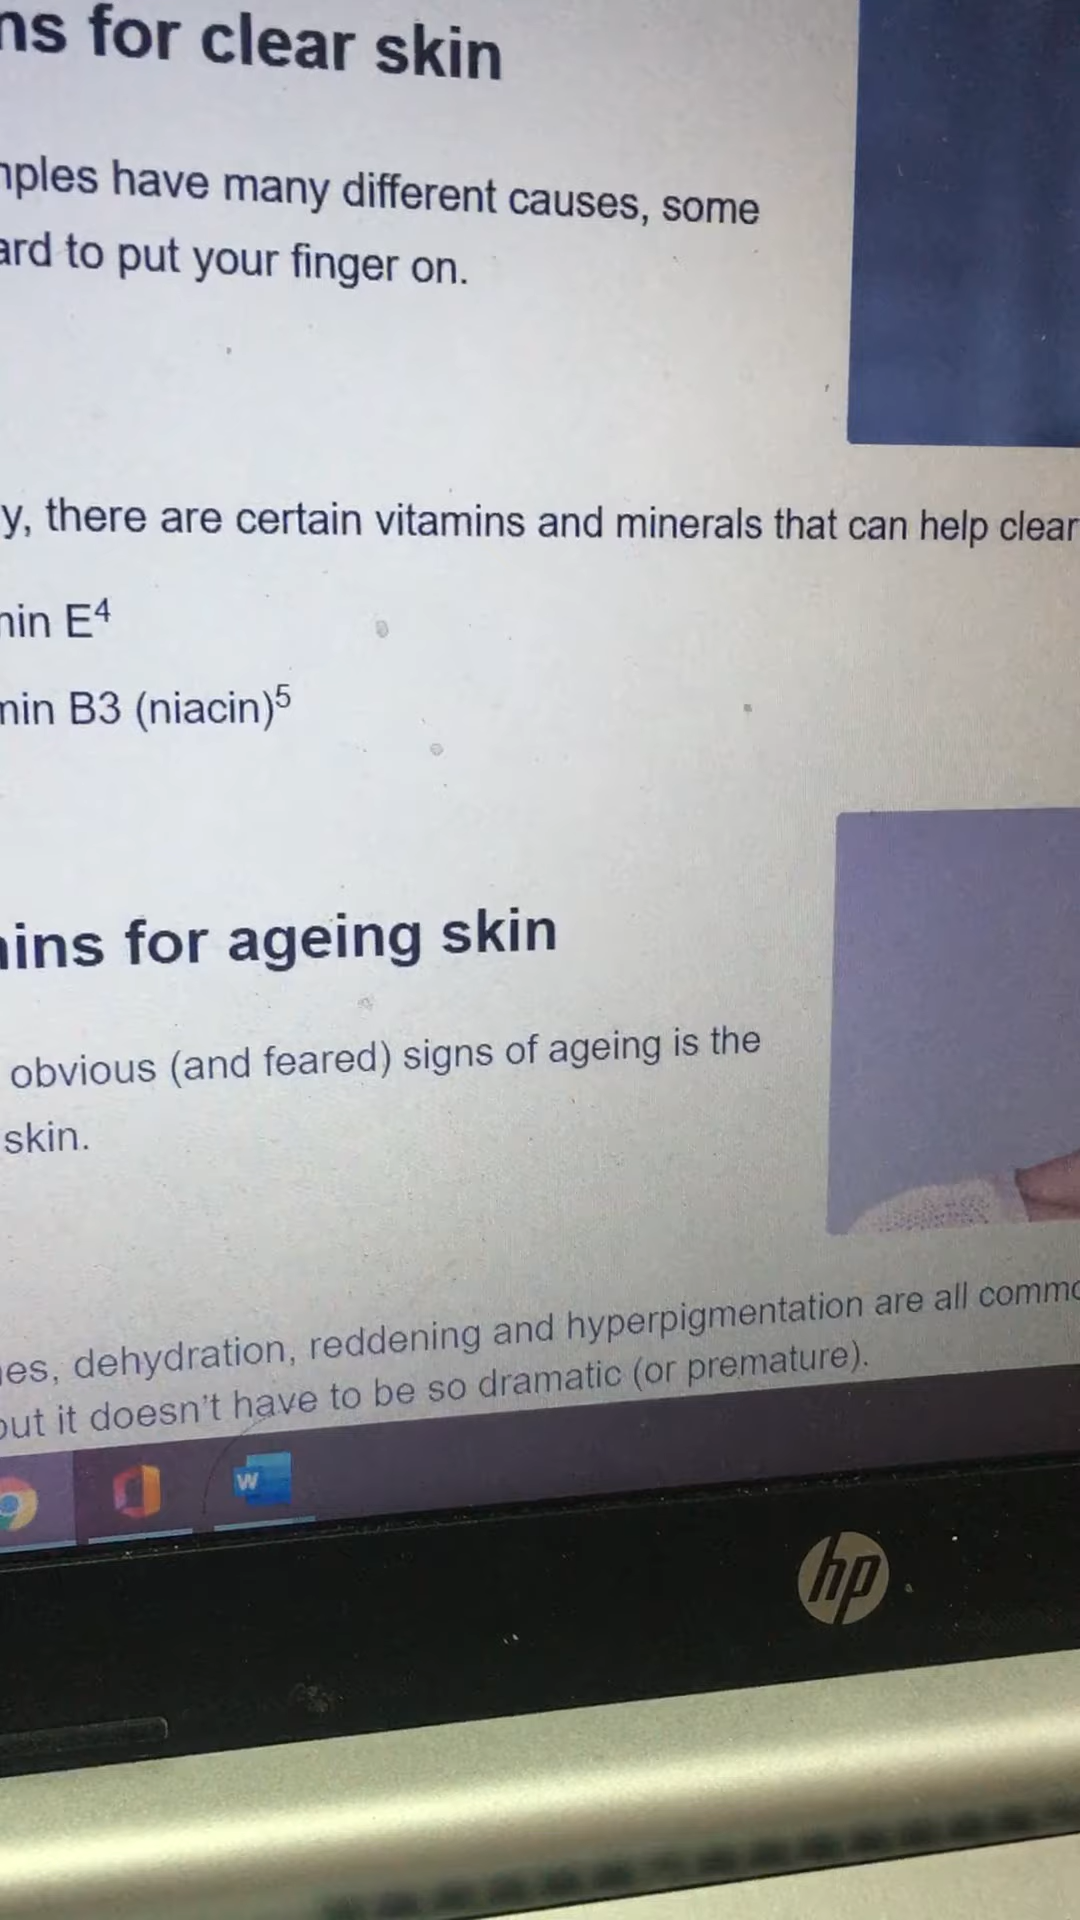 ns for clear skin
mples have many different causes, some
ard to put your finger on.
y, there are certain vitamins and minerals that can help clear
min E⁴
min B3 (niacin)⁵
ins for ageing skin
obvious (and feared) signs of ageing is the
skin.
es, dehydration, reddening and hyperpigmentation are all commo
out it doesn't have to be so dramatic (or premature).
W
hp